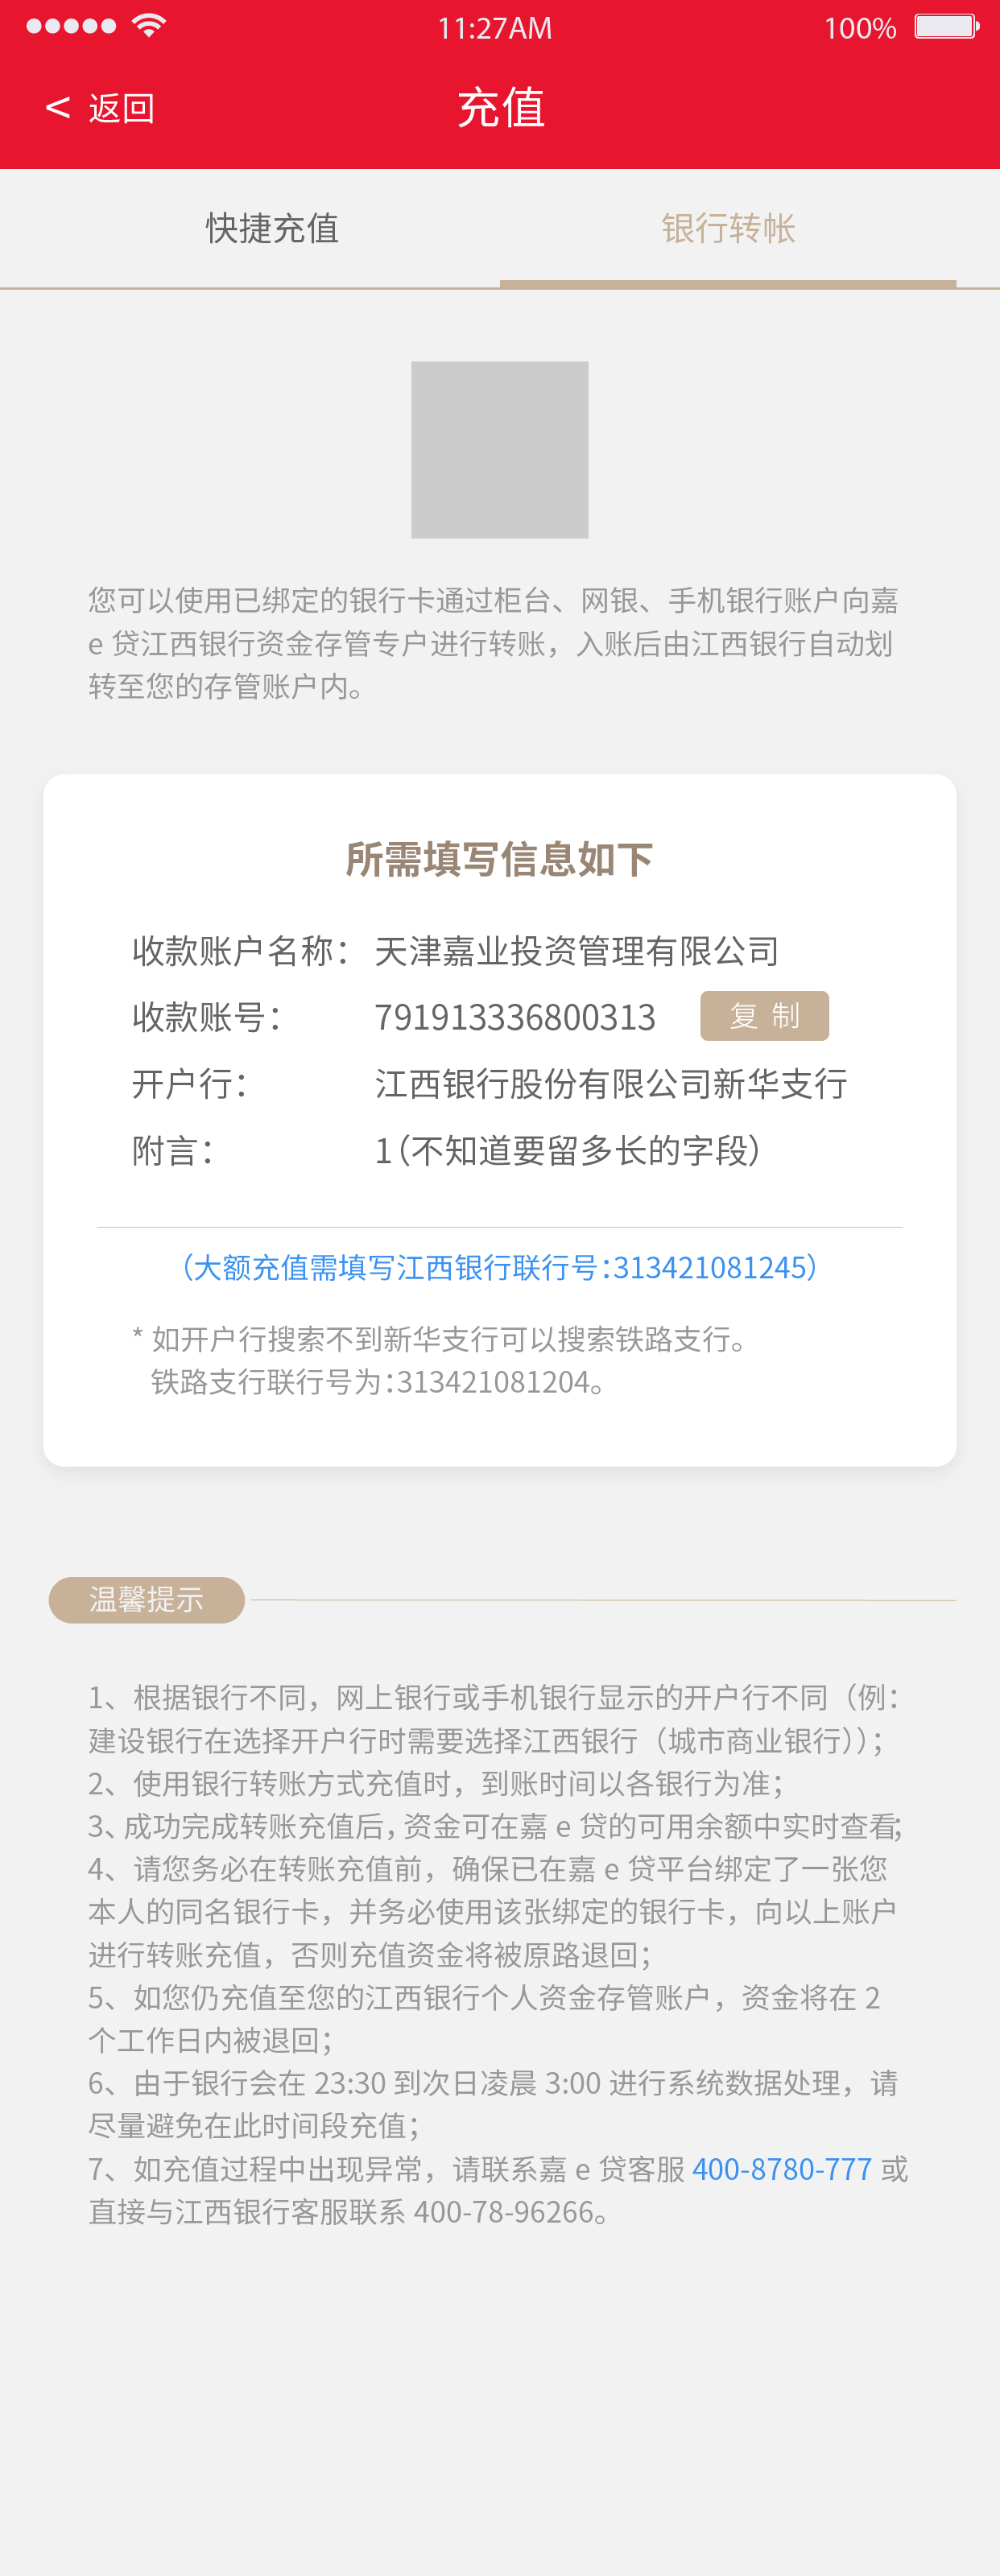 11:27AM
100%
< 返回
充值
快捷充值
银行转帐
您可以使用已绑定的银行卡通过柜台、网银、手机银行账户向嘉
e 贷江西银行资金存管专户进行转账，入账后由江西银行自动划
转至您的存管账户内。
所需填写信息如下
收款账户名称： 天津嘉业投资管理有限公司
收款账号： 791913336800313 复 制
开户行： 江西银行股份有限公司新华支行
附言： 1（不知道要留多长的字段）
（大额充值需填写江西银行联行号：313421081245）
* 如开户行搜索不到新华支行可以搜索铁路支行。
铁路支行联行号为：313421081204。
温馨提示
1、根据银行不同，网上银行或手机银行显示的开户行不同（例：
建设银行在选择开户行时需要选择江西银行（城市商业银行））；
2、使用银行转账方式充值时，到账时间以各银行为准；
3、成功完成转账充值后，资金可在嘉 e 贷的可用余额中实时查看；
4、请您务必在转账充值前，确保已在嘉 e 贷平台绑定了一张您
本人的同名银行卡，并务必使用该张绑定的银行卡，向以上账户
进行转账充值，否则充值资金将被原路退回；
5、如您仍充值至您的江西银行个人资金存管账户，资金将在 2
个工作日内被退回；
6、由于银行会在 23:30 到次日凌晨 3:00 进行系统数据处理，请
尽量避免在此时间段充值；
7、如充值过程中出现异常，请联系嘉 e 贷客服 400-8780-777 或
直接与江西银行客服联系 400-78-96266。